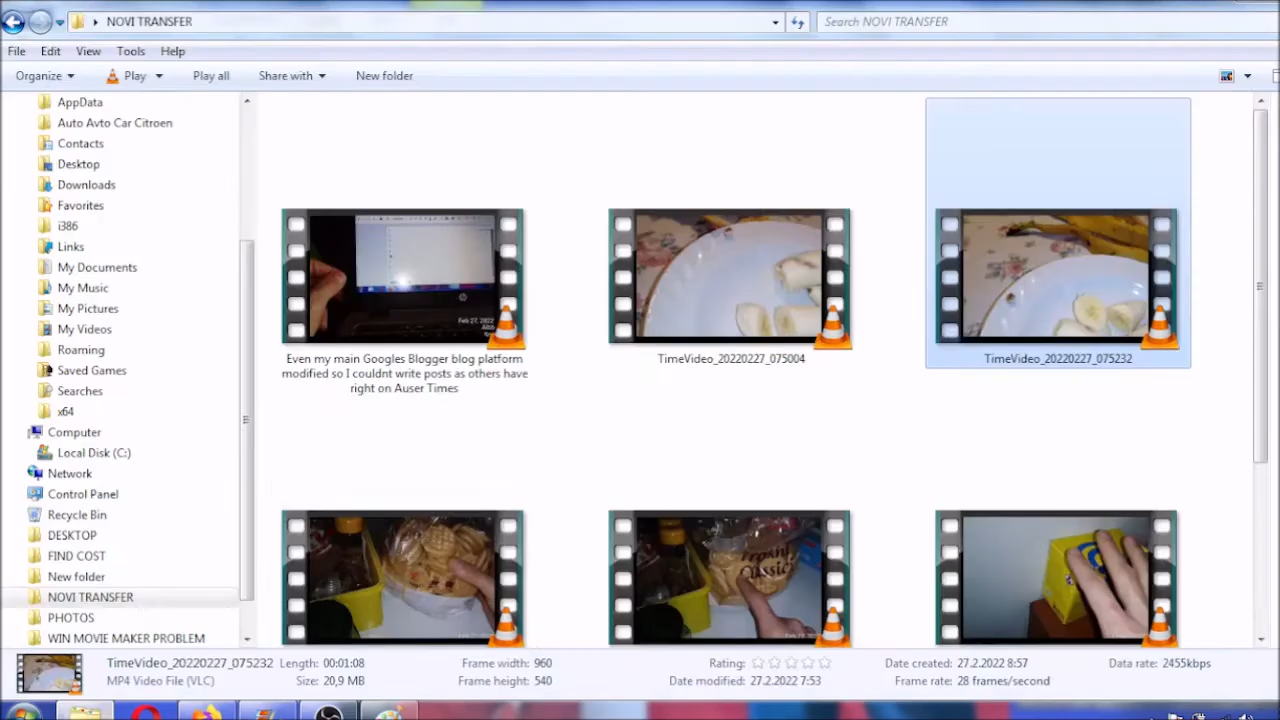 NOVI TRANSFER
Search NOVI TRANSFER
File Edit View Tools Help
Organize Play Play all Share with New folder
AppData
Auto Avto Car Citroen
Contacts
Desktop
Downloads
Favorites
i386
Links
My Documents
My Music
My Pictures
My Videos
Roaming
Saved Games
Searches
x64
Computer
Local Disk (C:)
Network
Control Panel
Recycle Bin
DESKTOP
FIND COST
New folder
NOVI TRANSFER
PHOTOS
WIN MOVIE MAKER PROBLEM
Feb 27, 2022
Even my main Googles Blogger blog platform
modified so I couldnt write posts as others have
right on Auser Times
TimeVideo_20220227_075004
TimeVideo_20220227_075232
Classic
TimeVideo_20220227_075232 Length: 00:01:08 Frame width: 960 Rating: Date created: 27.2.2022 8:57 Data rate: 2455kbps
MP4 Video File (VLC) Size: 20,9 MB Frame height: 540 Date modified: 27.2.2022 7:53 Frame rate: 28 frames/second